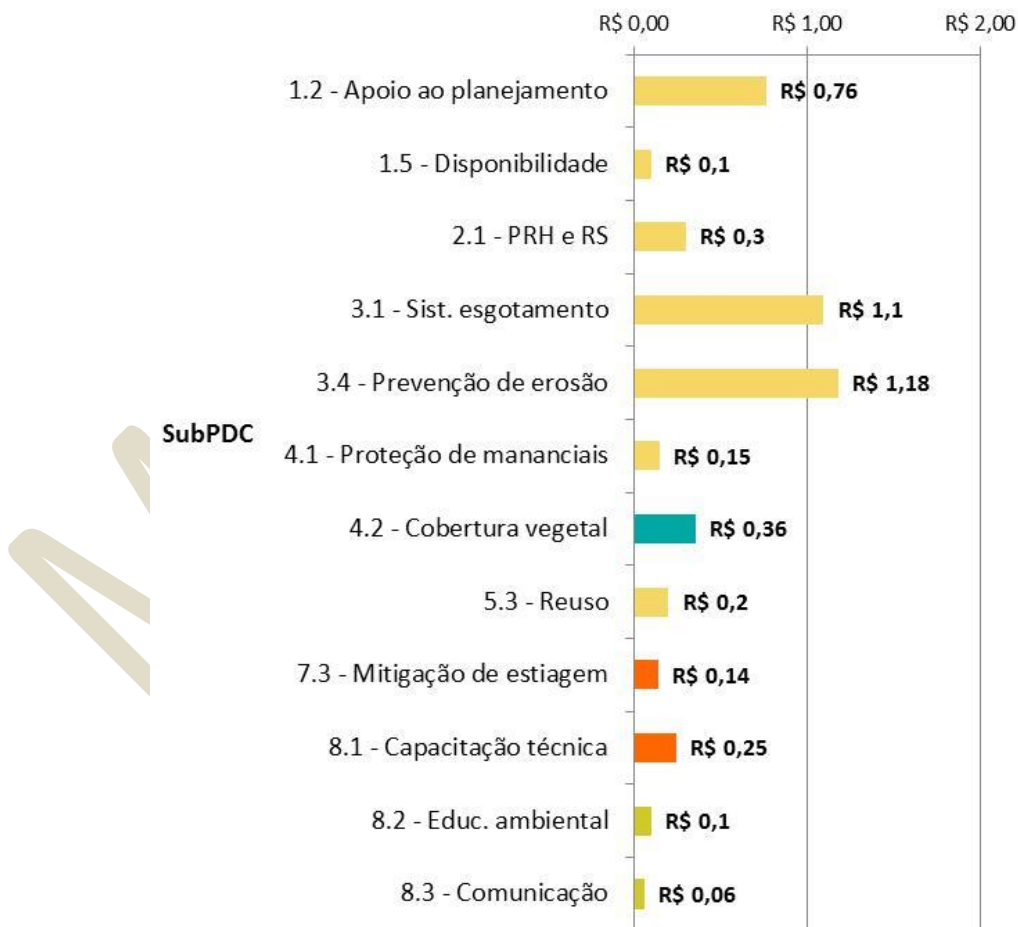 R$ 0,00 R$ 1,00 R$ 2,00
1.2 - Apoio ao planejamento R$ 0,76
1.5 - Disponibilidade R$ 0,1
2.1 - PRH e RS R$ 0,3
3.1 - Sist. esgotamento R$ 1,1
3.4 - Prevenção de erosão R$ 1,18
SubPDC
4.1 - Proteção de mananciais R$ 0,15
4.2 - Cobertura vegetal R$ 0,36
5.3 - Reuso R$ 0,2
7.3 - Mitigação de estiagem R$ 0,14
8.1 - Capacitação técnica R$ 0,25
8.2 - Educ. ambiental R$ 0,1
8.3 - Comunicação R$ 0,06